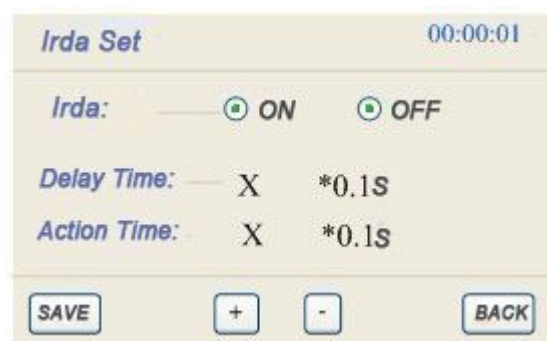 Irda Set 00:00:01
Irda: ON OFF
Delay Time: X *0.1s
Action Time: X *0.1s
SAVE + - BACK